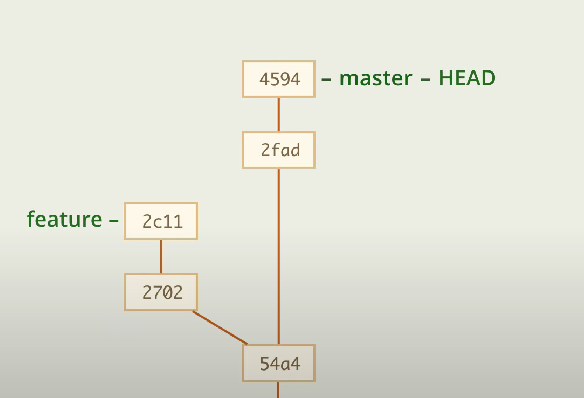 4594 – master – HEAD
2fad
feature – 2c11
2702
54a4